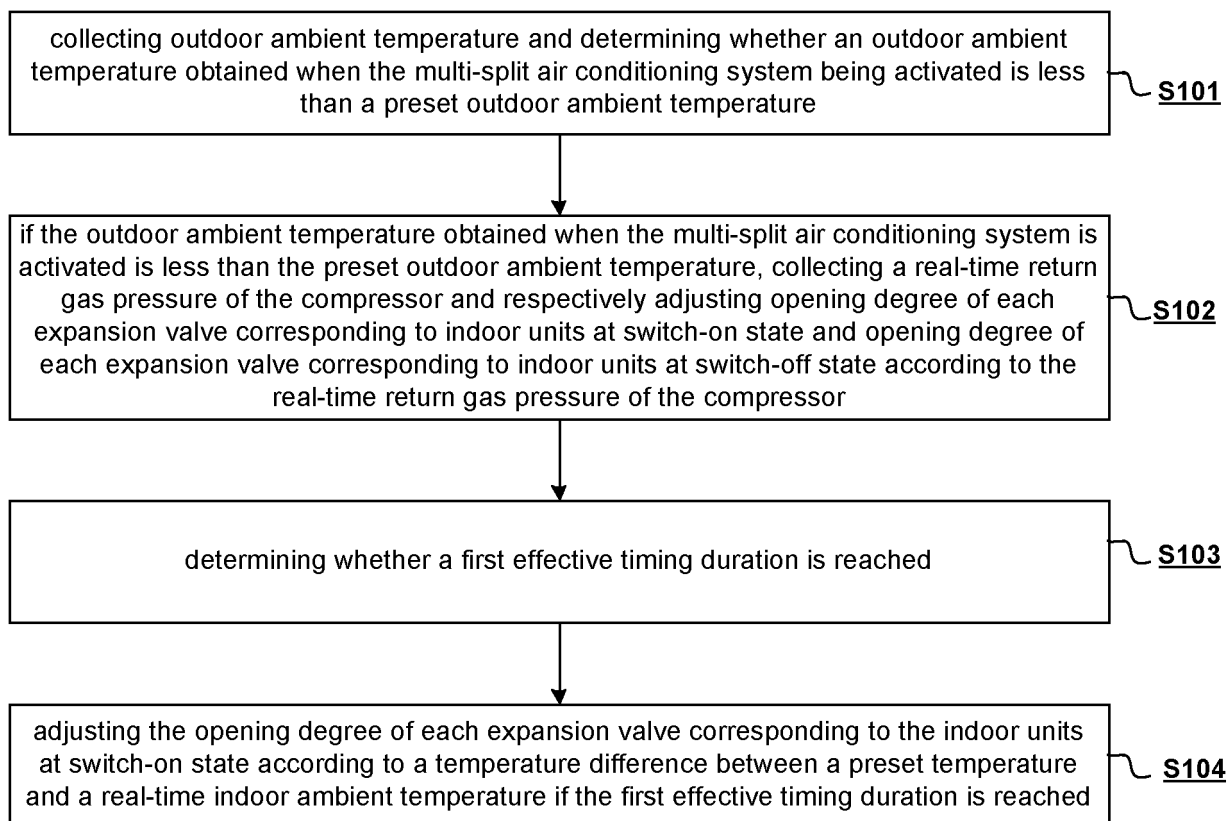 collecting outdoor ambient temperature and determining whether an outdoor ambient
temperature obtained when the multi-split air conditioning system being activated is less
than a preset outdoor ambient temperature
S101
if the outdoor ambient temperature obtained when the multi-split air conditioning system is
activated is less than the preset outdoor ambient temperature, collecting a real-time return
gas pressure of the compressor and respectively adjusting opening degree of each
expansion valve corresponding to indoor units at switch-on state and opening degree of
each expansion valve corresponding to indoor units at switch-off state according to the
real-time return gas pressure of the compressor
S102
determining whether a first effective timing duration is reached
S103
adjusting the opening degree of each expansion valve corresponding to the indoor units
at switch-on state according to a temperature difference between a preset temperature
and a real-time indoor ambient temperature if the first effective timing duration is reached
S104